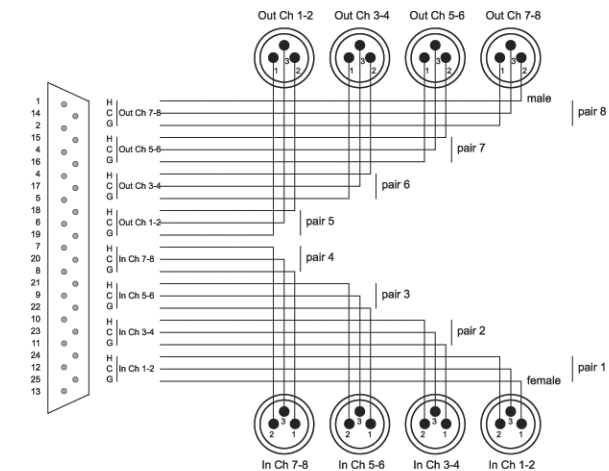 Out Ch 1-2 Out Ch 3-4 Out Ch 5-6 Out Ch 7-8
3 3 3 3
1 2 1 2 1 2 1 2
1 H male
14 C Out Ch 7-8 pair 8
2 G
15 H
4 C Out Ch 5-6 pair 7
16 G
4 H
17 C Out Ch 3-4 pair 6
5 G
18 H
6 C Out Ch 1-2 pair 5
19 G
7 H
20 C In Ch 7-8 pair 4
8 G
21 H
9 C In Ch 5-6 pair 3
22 G
10 H
23 C In Ch 3-4 pair 2
11 G
24 H
12 C In Ch 1-2 pair 1
25 G female
13
3 3 3 3
2 1 2 1 2 1 2 1
In Ch 7-8 In Ch 5-6 In Ch 3-4 In Ch 1-2